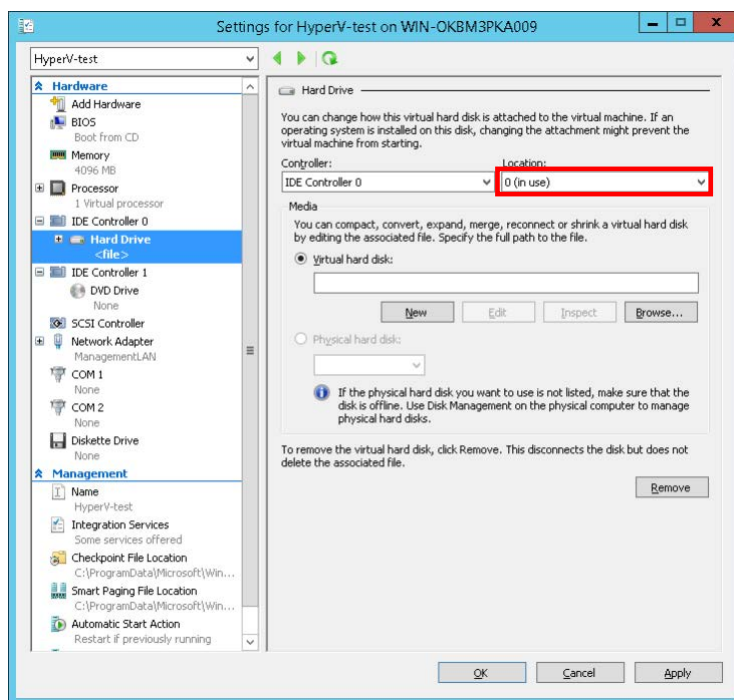 Settings for HyperV-test on WIN-OKBM3PKA009
HyperV-test
Hardware
Add Hardware
BIOS
Boot from CD
Memory
4096 MB
Processor
1 Virtual processor
IDE Controller 0
Hard Drive
<file>
IDE Controller 1
DVD Drive
None
SCSI Controller
Network Adapter
ManagementLAN
COM 1
None
COM 2
None
Diskette Drive
None
Management
Name
HyperV-test
Integration Services
Some services offered
Checkpoint File Location
C:\ProgramData\Microsoft\Win...
Smart Paging File Location
C:\ProgramData\Microsoft\Win...
Automatic Start Action
Restart if previously running
Hard Drive
You can change how this virtual hard disk is attached to the virtual machine. If an
operating system is installed on this disk, changing the attachment might prevent the
virtual machine from starting.
Controller:
Location:
IDE Controller 0
0 (in use)
Media
You can compact, convert, expand, merge, reconnect or shrink a virtual hard disk
by editing the associated file. Specify the full path to the file.
Virtual hard disk:
New
Edit
Inspect
Browse...
Physical hard disk:
If the physical hard disk you want to use is not listed, make sure that the
disk is offline. Use Disk Management on the physical computer to manage
physical hard disks.
To remove the virtual hard disk, click Remove. This disconnects the disk but does not
delete the associated file.
Remove
OK
Cancel
Apply